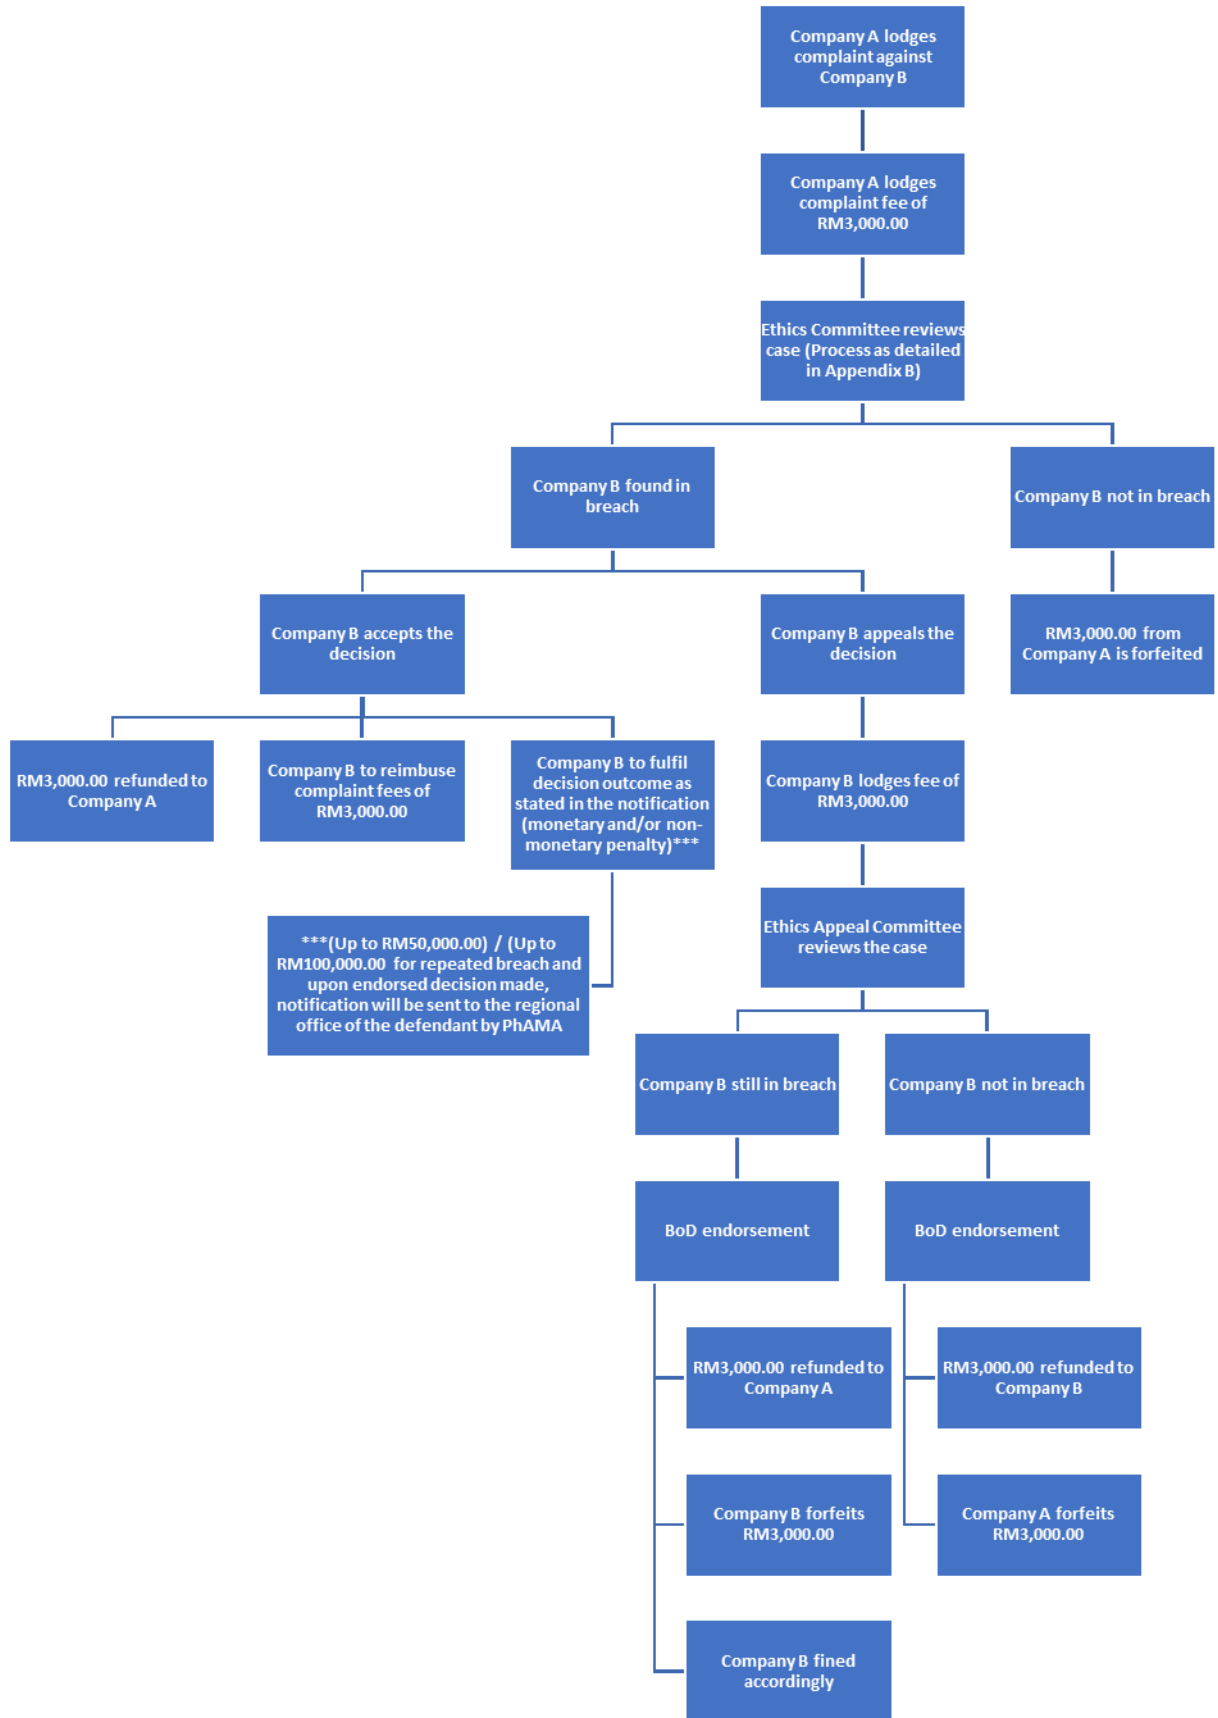 Company A lodges
complaint against
Company B
Company A lodges
complaint fee of
RM3,000.00
Ethics Committee reviews
case (Process as detailed
in Appendix B)
Company B found in
breach
Company B not in breach
Company B accepts the
decision
Company B appeals the
decision
RM3,000.00 from
Company A is forfeited
RM3,000.00 refunded to
Company A
Company B to reimbuse
complaint fees of
RM3,000.00
Company B to fulfil
decision outcome as
stated in the notification
(monetary and/or non-
monetary penalty)***
Company B lodges fee of
RM3,000.00
***(Up to RM50,000.00) / (Up to
RM100,000.00 for repeated breach and
upon endorsed decision made,
notification will be sent to the regional
office of the defendant by PhAMA
Ethics Appeal Committee
reviews the case
Company B still in breach
Company B not in breach
BoD endorsement
BoD endorsement
RM3,000.00 refunded to
Company A
RM3,000.00 refunded to
Company B
Company B forfeits
RM3,000.00
Company A forfeits
RM3,000.00
Company B fined
accordingly